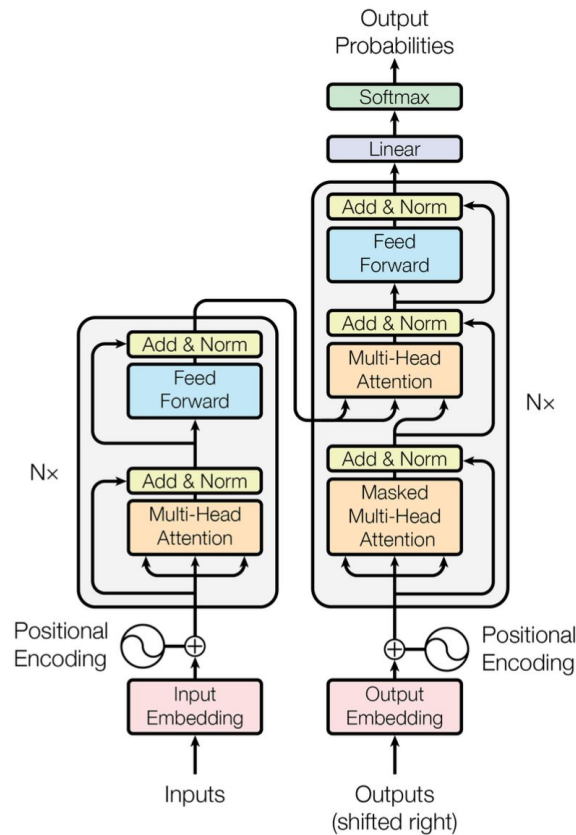 Output
Probabilities
Softmax
Linear
Add & Norm
Feed
Forward
Add & Norm
Multi-Head
Attention
Add & Norm
Masked
Multi-Head
Attention
N×
Add & Norm
Feed
Forward
Add & Norm
Multi-Head
Attention
N×
Positional
Encoding
Positional
Encoding
Input
Embedding
Output
Embedding
Inputs
Outputs
(shifted right)